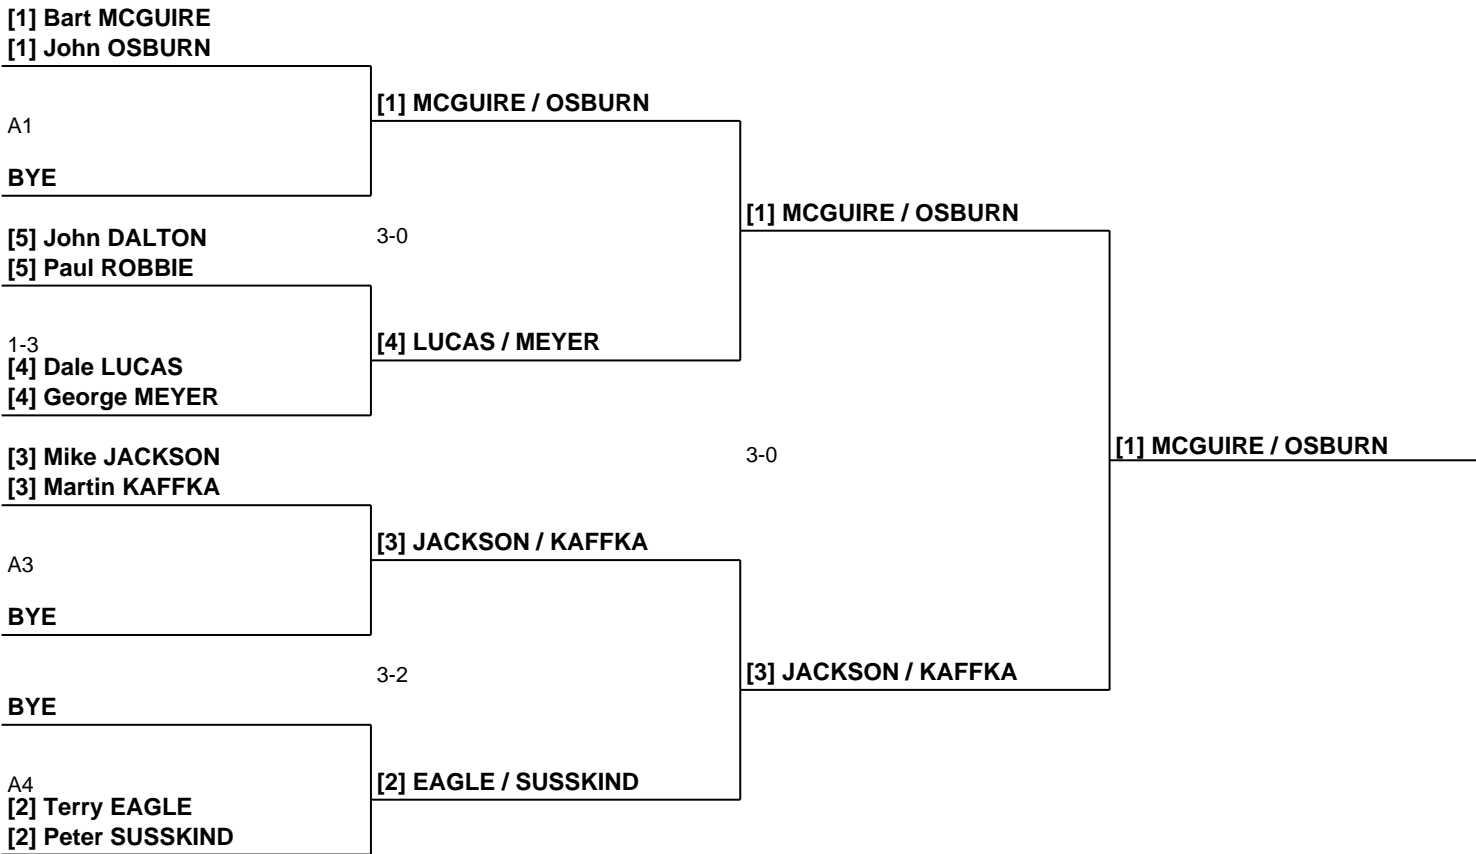 [1] Bart MCGUIRE
[1] John OSBURN
[1] MCGUIRE / OSBURN
A1
BYE
[1] MCGUIRE / OSBURN
[5] John DALTON
3-0
[5] Paul ROBBIE
1-3
[4] LUCAS / MEYER
[4] Dale LUCAS
[4] George MEYER
[3] Mike JACKSON
3-0
[1] MCGUIRE / OSBURN
[3] Martin KAFFKA
[3] JACKSON / KAFFKA
A3
BYE
3-2
[3] JACKSON / KAFFKA
BYE
A4
[2] EAGLE / SUSSKIND
[2] Terry EAGLE
[2] Peter SUSSKIND